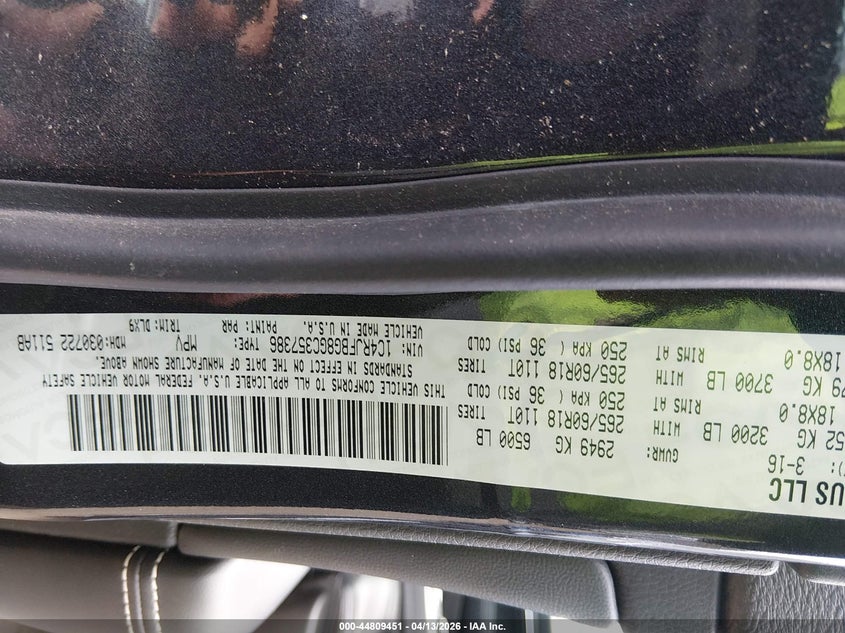 US LLC
): 3-16
GVWR: 2949 KG 6500 LB
52 KG 3200 LB WITH 265/60R18 110T TIRES
18X8.0 RIMS AT 250 KPA ( 36 PSI) COLD
79 KG 3700 LB WITH 265/60R18 110T TIRES
18X8.0 RIMS AT 250 KPA ( 36 PSI) COLD
THIS VEHICLE CONFORMS TO ALL APPLICABLE U.S.A. FEDERAL MOTOR VEHICLE SAFETY
STANDARDS IN EFFECT ON THE DATE OF MANUFACTURE SHOWN ABOVE.
VIN: 1C4RJFBG8GC357386 TYPE: MPV MDH:030722 511AB
VEHICLE MADE IN U.S.A. PAINT: PAR TRIM: DLX9
000-44809451 - 04/13/2026 - IAA Inc.